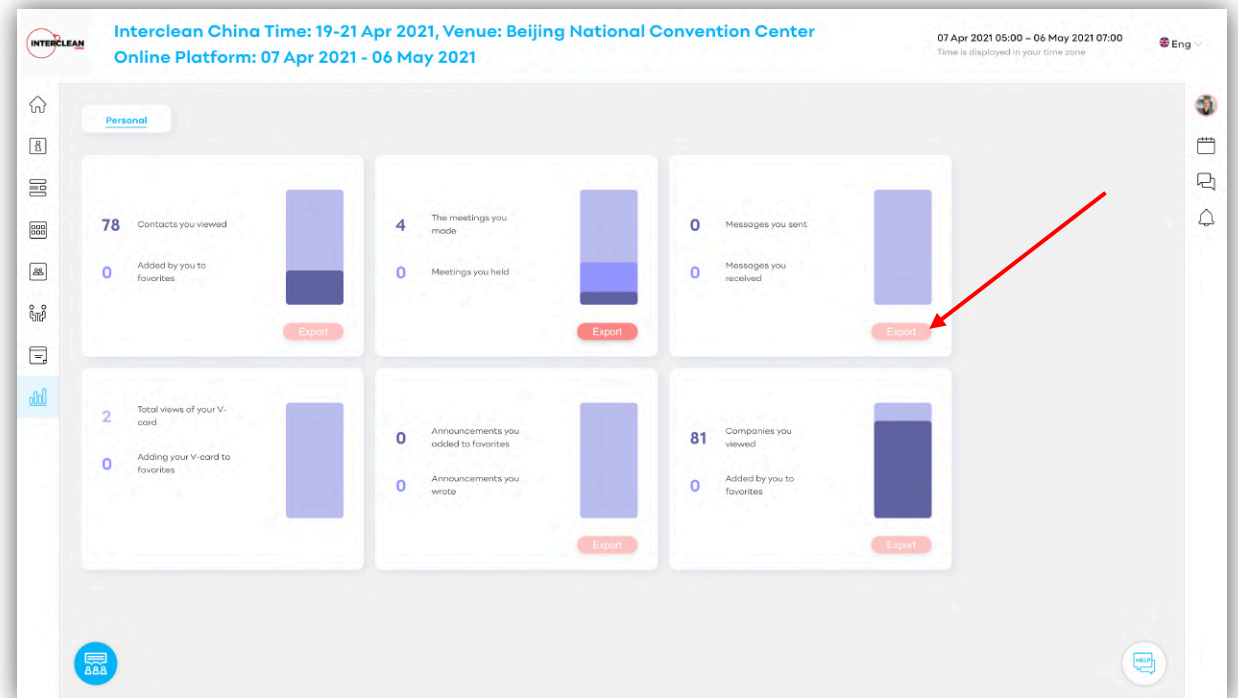 INTERCLEAN
Interclean China Time: 19-21 Apr 2021, Venue: Beijing National Convention Center
Online Platform: 07 Apr 2021 - 06 May 2021
07 Apr 2021 05:00 – 06 May 2021 07:00
Time is displayed in your time zone
Eng
Personal
78 Contacts you viewed
0 Added by you to
favorites
Export
4 The meetings you
made
0 Meetings you held
Export
0 Messages you sent
0 Messages you
received
Export
2 Total views of your V-
card
0 Adding your V-card to
favorites
0 Announcements you
added to favorites
0 Announcements you
wrote
Export
81 Companies you
viewed
0 Added by you to
favorites
Export
HELP